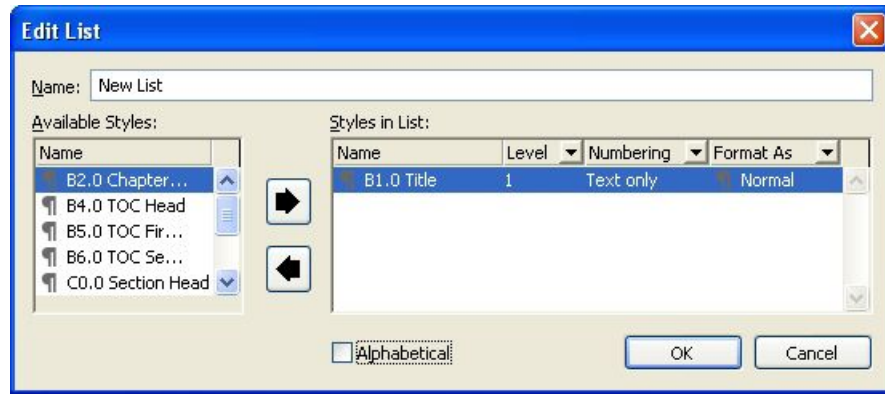 Edit List
Name: New List
Available Styles:
Styles in List:
Name
Name Level Numbering Format As
B2.0 Chapter...
B4.0 TOC Head
B5.0 TOC Fir...
B6.0 TOC Se...
C0.0 Section Head
B1.0 Title 1 Text only Normal
Alphabetical
OK
Cancel